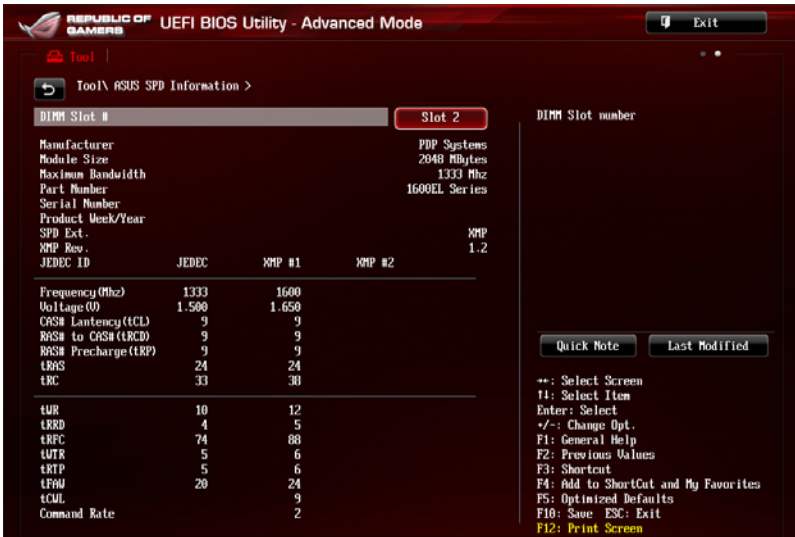 REPUBLIC OF
GAMERS
UEFI BIOS Utility - Advanced Mode
Exit
Tool
Tool\ ASUS SPD Information >
DIMM Slot # Slot 2
Manufacturer PDP Systems
Module Size 2048 MBytes
Maximum Bandwidth 1333 Mhz
Part Number 1600EL Series
Serial Number
Product Week/Year
SPD Ext. XMP
XMP Rev. 1.2
JEDEC ID JEDEC XMP #1 XMP #2
Frequency(Mhz) 1333 1600
Voltage(V) 1.500 1.650
CAS# Lantency(tCL) 9 9
RAS# to CAS#(tRCD) 9 9
RAS# Precharge(tRP) 9 9
tRAS 24 24
tRC 33 38
tWR 10 12
tRRD 4 5
tRFC 74 88
tWTR 5 6
tRTP 5 6
tFAW 20 24
tCWL 9
Command Rate 2
DIMM Slot number
Quick Note
Last Modified
→←: Select Screen
↑↓: Select Item
Enter: Select
+/-: Change Opt.
F1: General Help
F2: Previous Values
F3: Shortcut
F4: Add to ShortCut and My Favorites
F5: Optimized Defaults
F10: Save ESC: Exit
F12: Print Screen